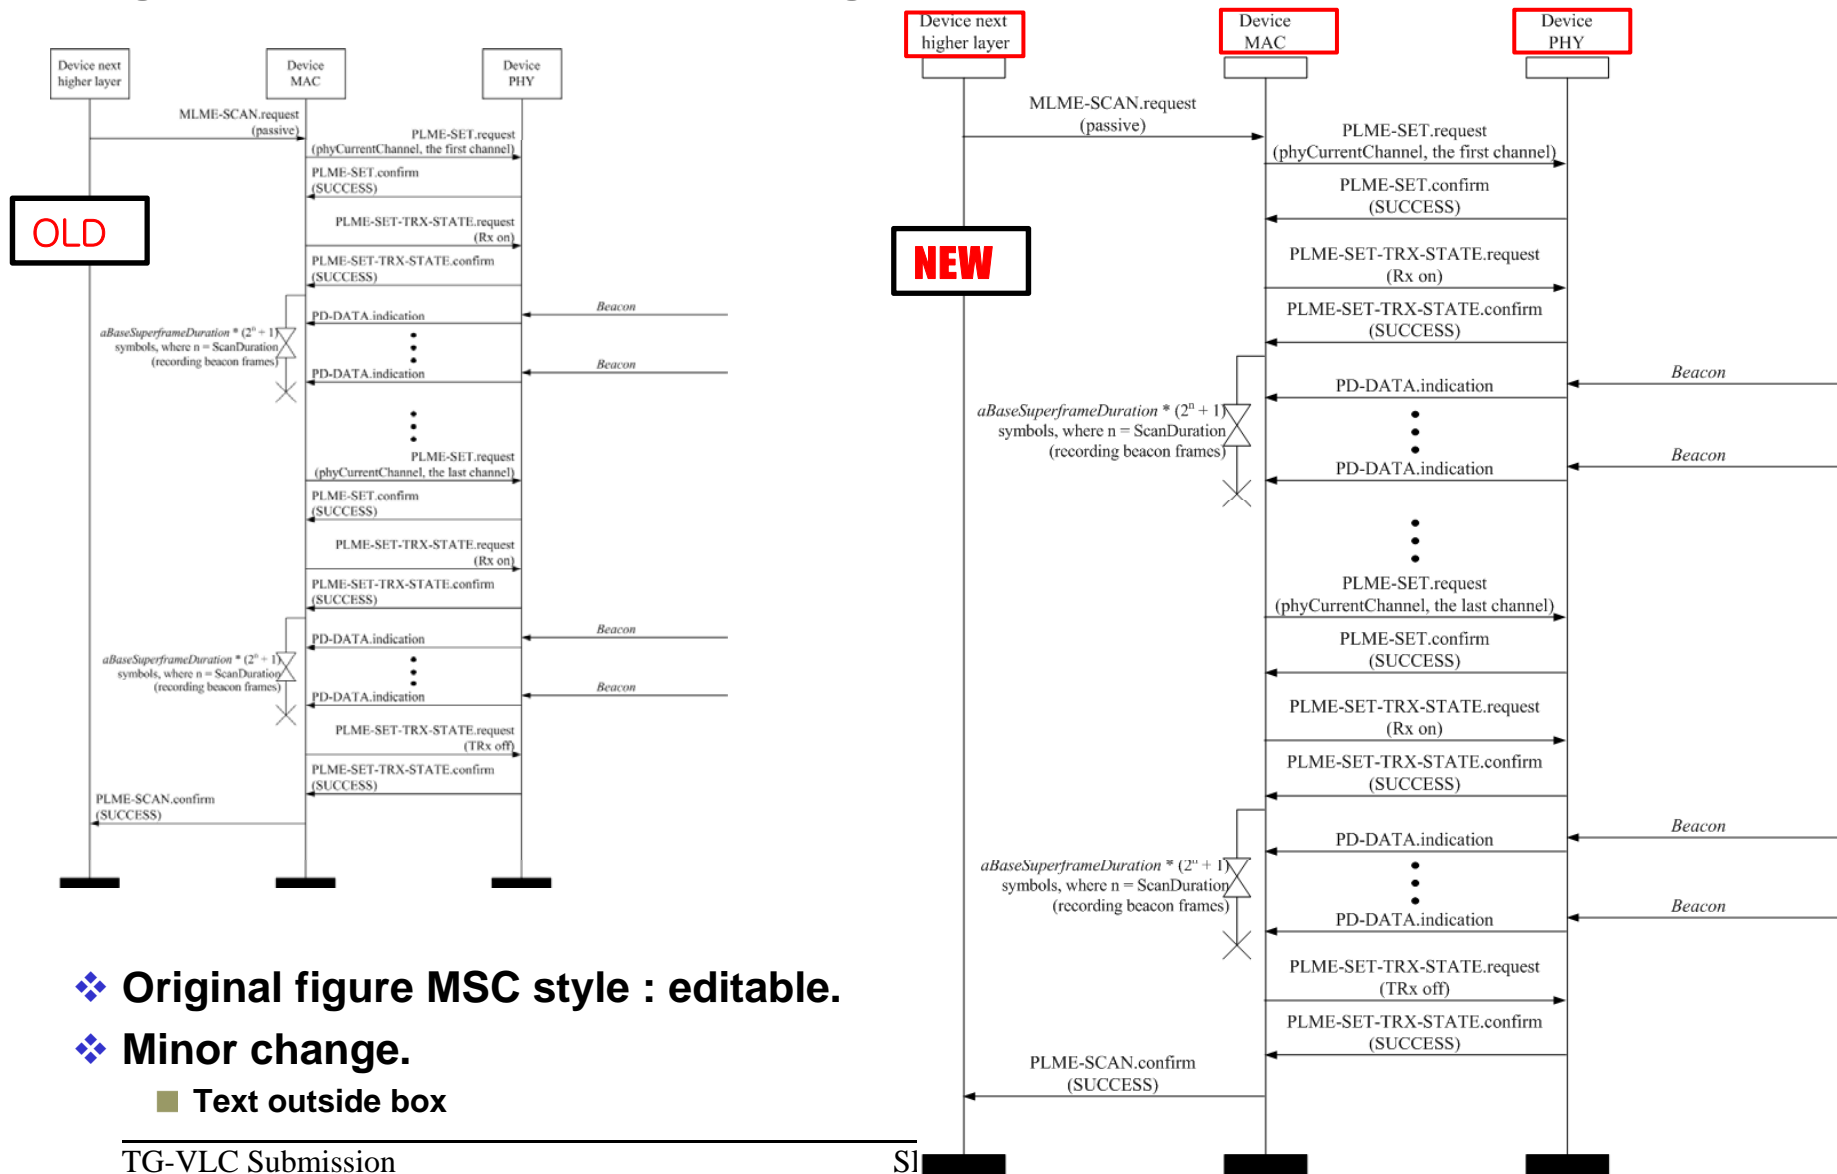 Device next
higher layer
Device
MAC
Device
PHY
MLME-SCAN.request
(passive)
PLME-SET.request
(phyCurrentChannel, the first channel)
PLME-SET.confirm
(SUCCESS)
OLD
PLME-SET-TRX-STATE.request
(Rx on)
PLME-SET-TRX-STATE.confirm
(SUCCESS)
Beacon
PD-DATA.indication
aBaseSuperframeDuration * (2ⁿ + 1)
symbols, where n = ScanDuration
(recording beacon frames)
Beacon
PD-DATA.indication
PLME-SET.request
(phyCurrentChannel, the last channel)
PLME-SET.confirm
(SUCCESS)
PLME-SET-TRX-STATE.request
(Rx on)
PLME-SET-TRX-STATE.confirm
(SUCCESS)
Beacon
PD-DATA.indication
aBaseSuperframeDuration * (2ⁿ + 1)
symbols, where n = ScanDuration
(recording beacon frames)
Beacon
PD-DATA.indication
PLME-SET-TRX-STATE.request
(TRx off)
PLME-SET-TRX-STATE.confirm
(SUCCESS)
PLME-SCAN.confirm
(SUCCESS)
Device next
higher layer
Device
MAC
Device
PHY
MLME-SCAN.request
(passive)
PLME-SET.request
(phyCurrentChannel, the first channel)
PLME-SET.confirm
(SUCCESS)
NEW
PLME-SET-TRX-STATE.request
(Rx on)
PLME-SET-TRX-STATE.confirm
(SUCCESS)
Beacon
PD-DATA.indication
aBaseSuperframeDuration * (2ⁿ + 1)
symbols, where n = ScanDuration
(recording beacon frames)
Beacon
PD-DATA.indication
PLME-SET.request
(phyCurrentChannel, the last channel)
PLME-SET.confirm
(SUCCESS)
PLME-SET-TRX-STATE.request
(Rx on)
PLME-SET-TRX-STATE.confirm
(SUCCESS)
Beacon
PD-DATA.indication
aBaseSuperframeDuration * (2ⁿ + 1)
symbols, where n = ScanDuration
(recording beacon frames)
Beacon
PD-DATA.indication
PLME-SET-TRX-STATE.request
(TRx off)
PLME-SET-TRX-STATE.confirm
(SUCCESS)
PLME-SCAN.confirm
(SUCCESS)
Original figure MSC style : editable.
Minor change.
Text outside box
TG-VLC Submission